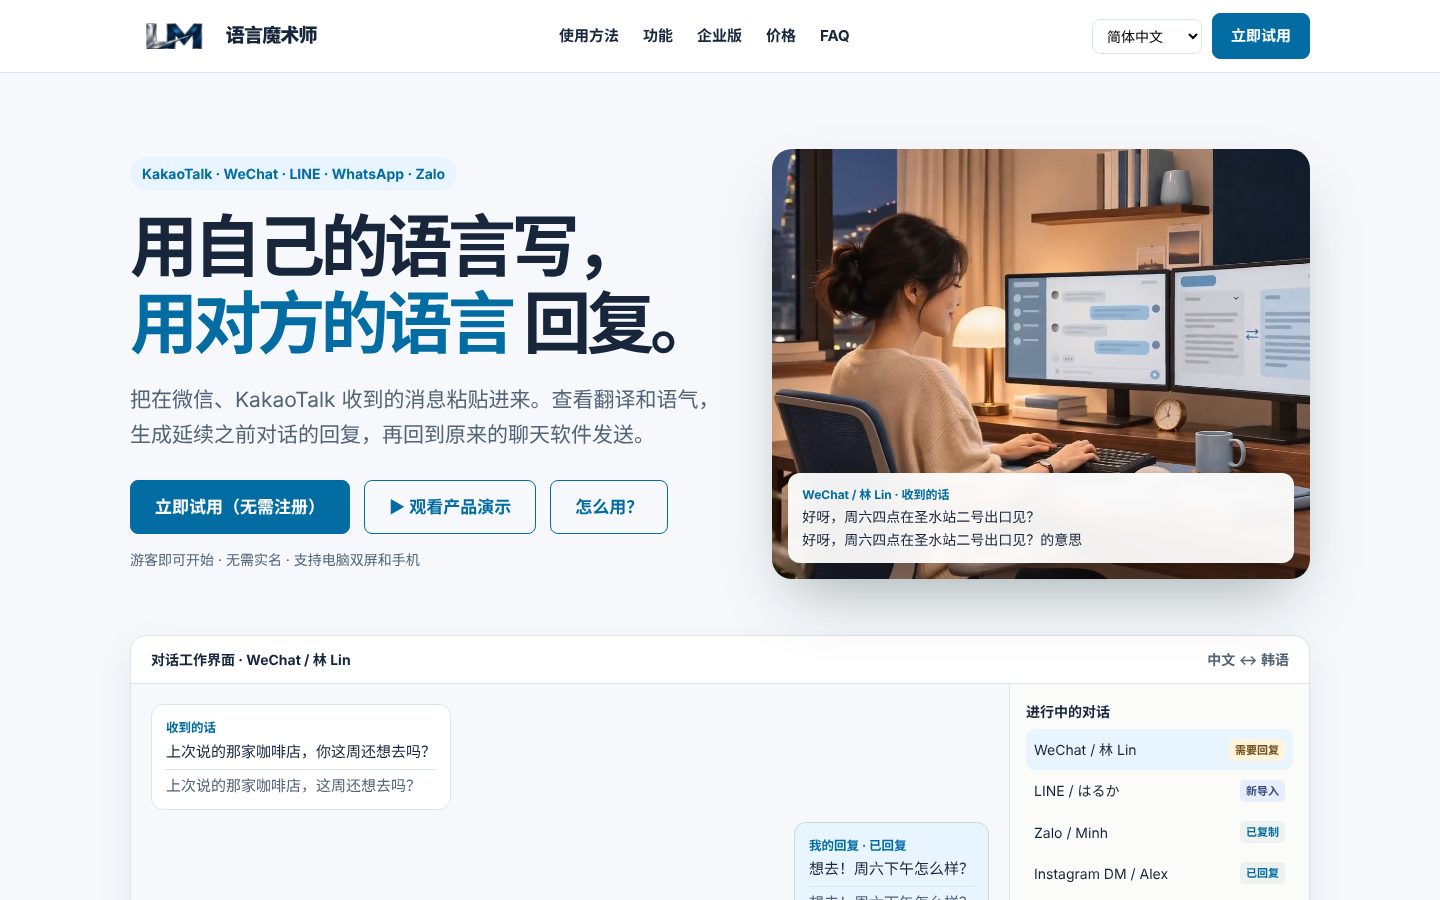 LM 语言魔术师
使用方法 功能 企业版 价格 FAQ
简体中文
立即试用
KakaoTalk · WeChat · LINE · WhatsApp · Zalo
用自己的语言写，
用对方的语言 回复。
把在微信、KakaoTalk 收到的消息粘贴进来。查看翻译和语气，
生成延续之前对话的回复，再回到原来的聊天软件发送。
立即试用（无需注册）
▶ 观看产品演示
怎么用？
游客即可开始 · 无需实名 · 支持电脑双屏和手机
WeChat / 林 Lin · 收到的话
好呀，周六四点在圣水站二号出口见？
好呀，周六四点在圣水站二号出口见？的意思
对话工作界面 · WeChat / 林 Lin
中文 ↔ 韩语
收到的话
上次说的那家咖啡店，你这周还想去吗？
上次说的那家咖啡店，这周还想去吗？
我的回复 · 已回复
想去！周六下午怎么样？
想去！周六下午怎么样？
进行中的对话
WeChat / 林 Lin 需要回复
LINE / はるか 新导入
Zalo / Minh 已复制
Instagram DM / Alex 已回复